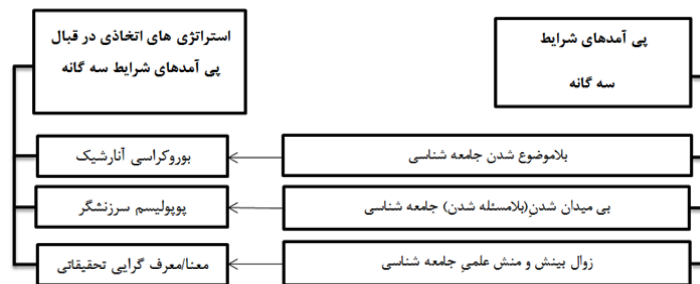 پی آمدهای شرایط
سه گانه
استراتژی های اتخاذی در قبال
پی آمدهای شرایط سه گانه
بلاموضوع شدن جامعه شناسی
بوروکراسی آنارشیک
بی میدان شدنِ(بلامسئله شدن) جامعه شناسی
پوپولیسم سرزنشگر
زوال بینش و منش علمیِ جامعه شناسی
معنا/معرف گرایی تحقیقاتی